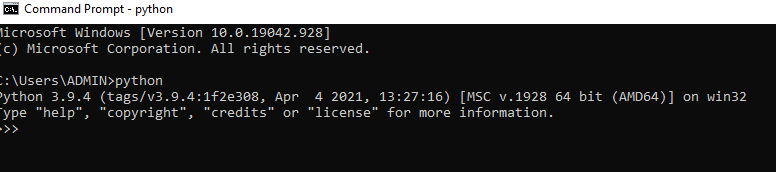 Command Prompt - python
Microsoft Windows [Version 10.0.19042.928]
(c) Microsoft Corporation. All rights reserved.
C:\Users\ADMIN>python
Python 3.9.4 (tags/v3.9.4:1f2e308, Apr  4 2021, 13:27:16) [MSC v.1928 64 bit (AMD64)] on win32
Type "help", "copyright", "credits" or "license" for more information.
>>>